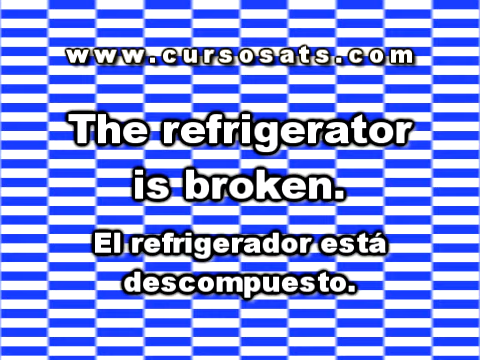 www.cursosats.com
The refrigerator
is broken.
El refrigerador está
descompuesto.